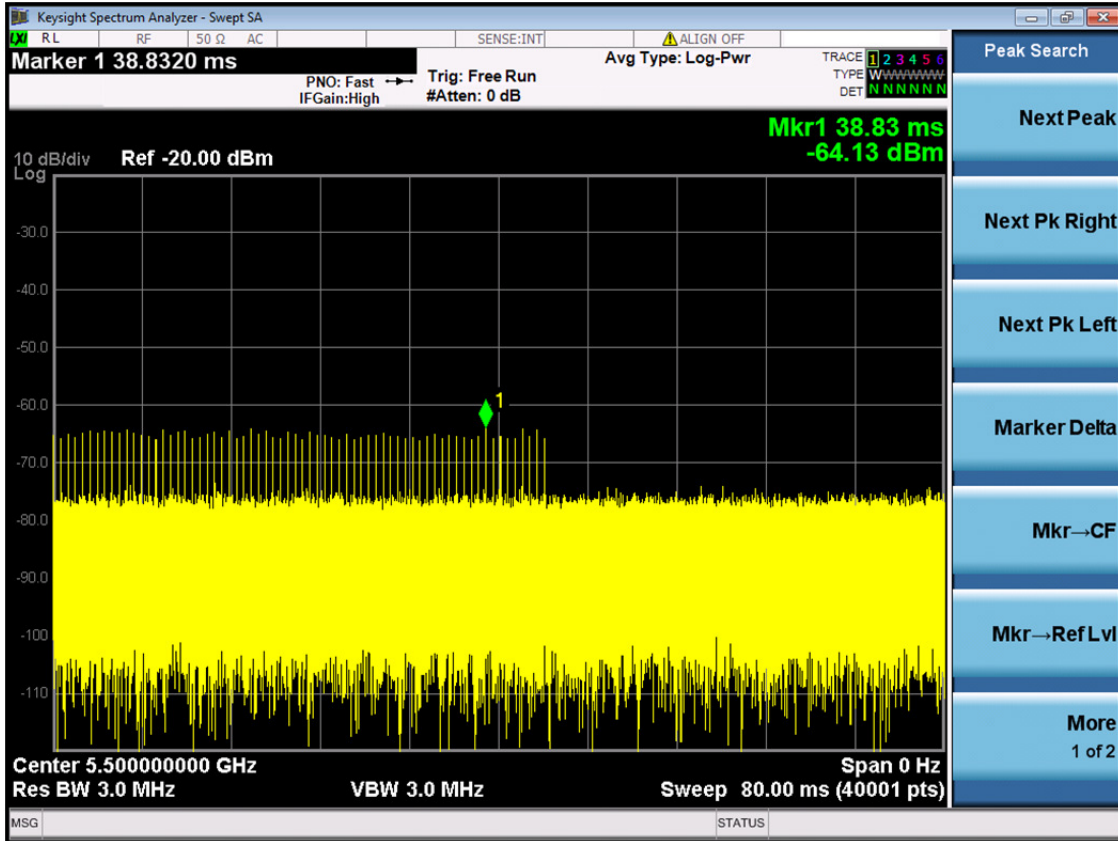 Keysight Spectrum Analyzer - Swept SA
LXI RL RF 50 Ω AC SENSE:INT ALIGN OFF
Marker 1 38.8320 ms
PNO: Fast
IFGain:High
Trig: Free Run
#Atten: 0 dB
Avg Type: Log-Pwr
TRACE 1 2 3 4 5 6
TYPE WWWWWW
DET N N N N N N
Mkr1 38.83 ms
-64.13 dBm
10 dB/div Ref -20.00 dBm
Log
-30.0
-40.0
-50.0
-60.0
1
-70.0
-80.0
-90.0
-100
-110
Center 5.500000000 GHz
Span 0 Hz
Res BW 3.0 MHz
VBW 3.0 MHz
Sweep 80.00 ms (40001 pts)
MSG
STATUS
Peak Search
Next Peak
Next Pk Right
Next Pk Left
Marker Delta
Mkr→CF
Mkr→Ref Lvl
More
1 of 2